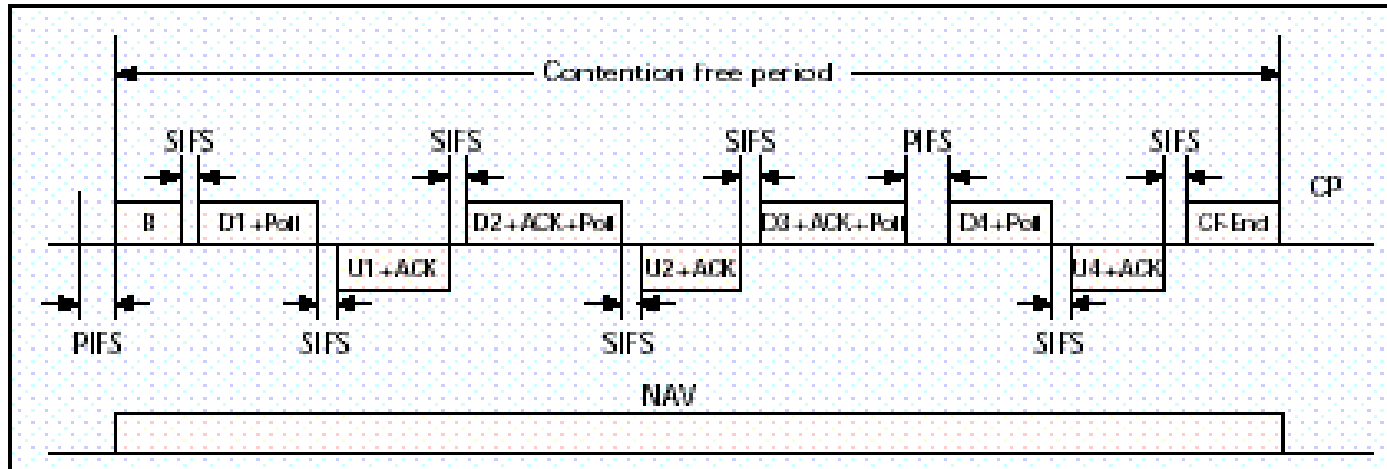 Contention free period
SIFS SIFS SIFS PIFS SIFS
CP
B D1+Poll D2+ACK+Poll D3+ACK+Poll D4+Poll CF-End
U1+ACK U2+ACK U4+ACK
PIFS SIFS SIFS SIFS
NAV